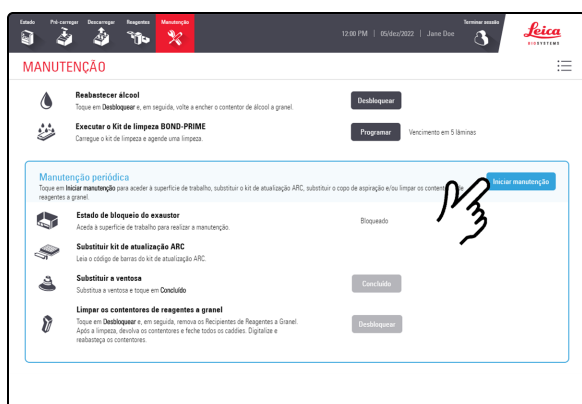 Estado Pré-carregar Descarregar Reagentes Manutenção Terminar sessão
12:00 PM | 05/dez/2022 | Jane Doe
Leica
BIOSYSTEMS
MANUTENÇÃO
Reabastecer álcool
Toque em Desbloquear e, em seguida, volte a encher o contentor de álcool a granel.
Desbloquear
Executar o Kit de limpeza BOND-PRIME
Carregue o kit de limpeza e agende uma limpeza.
Programar
Vencimento em 5 lâminas.
Manutenção periódica
Toque em Iniciar manutenção para aceder à superfície de trabalho, substituir o kit de atualização ARC, substituir o copo de aspiração e/ou limpar os de
reagentes a granel.
Iniciar manutenção
Estado de bloqueio do exaustor
Aceda à superfície de trabalho para realizar a manutenção.
Bloqueado
Substituir kit de atualização ARC
Leia o código de barras do kit de atualização ARC.
Substituir a ventosa
Substitua a ventosa e toque em Concluído
Concluído
Limpar os contentores de reagentes a granel
Toque em Desbloquear e, em seguida, remova os Recipientes de Reagentes a Granel.
Após a limpeza, devolva os contentores e feche todos os caddies. Digitalize e
reabasteça os contentores.
Desbloquear